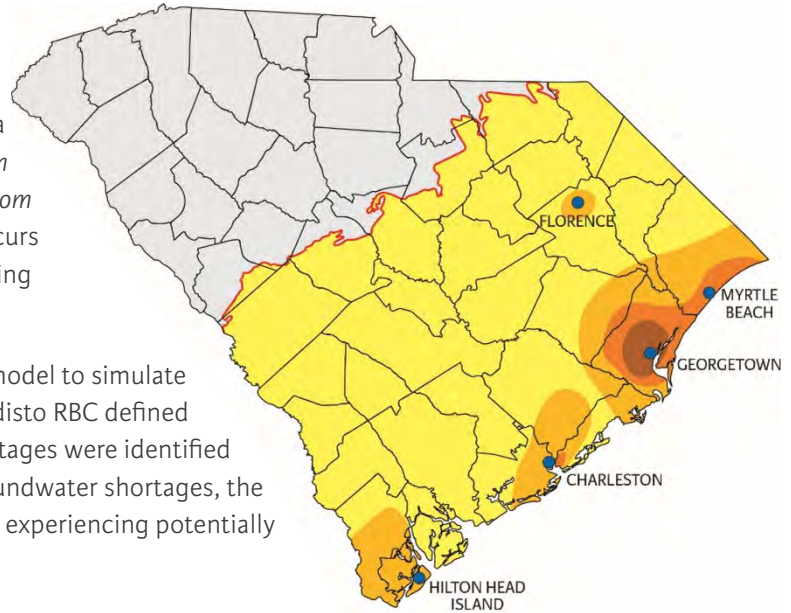 a
om
curs
ing
model to simulate
disto RBC defined
tages were identified
undwater shortages, the
experiencing potentially
FLORENCE
MYRTLE
BEACH
GEORGETOWN
CHARLESTON
HILTON HEAD
ISLAND